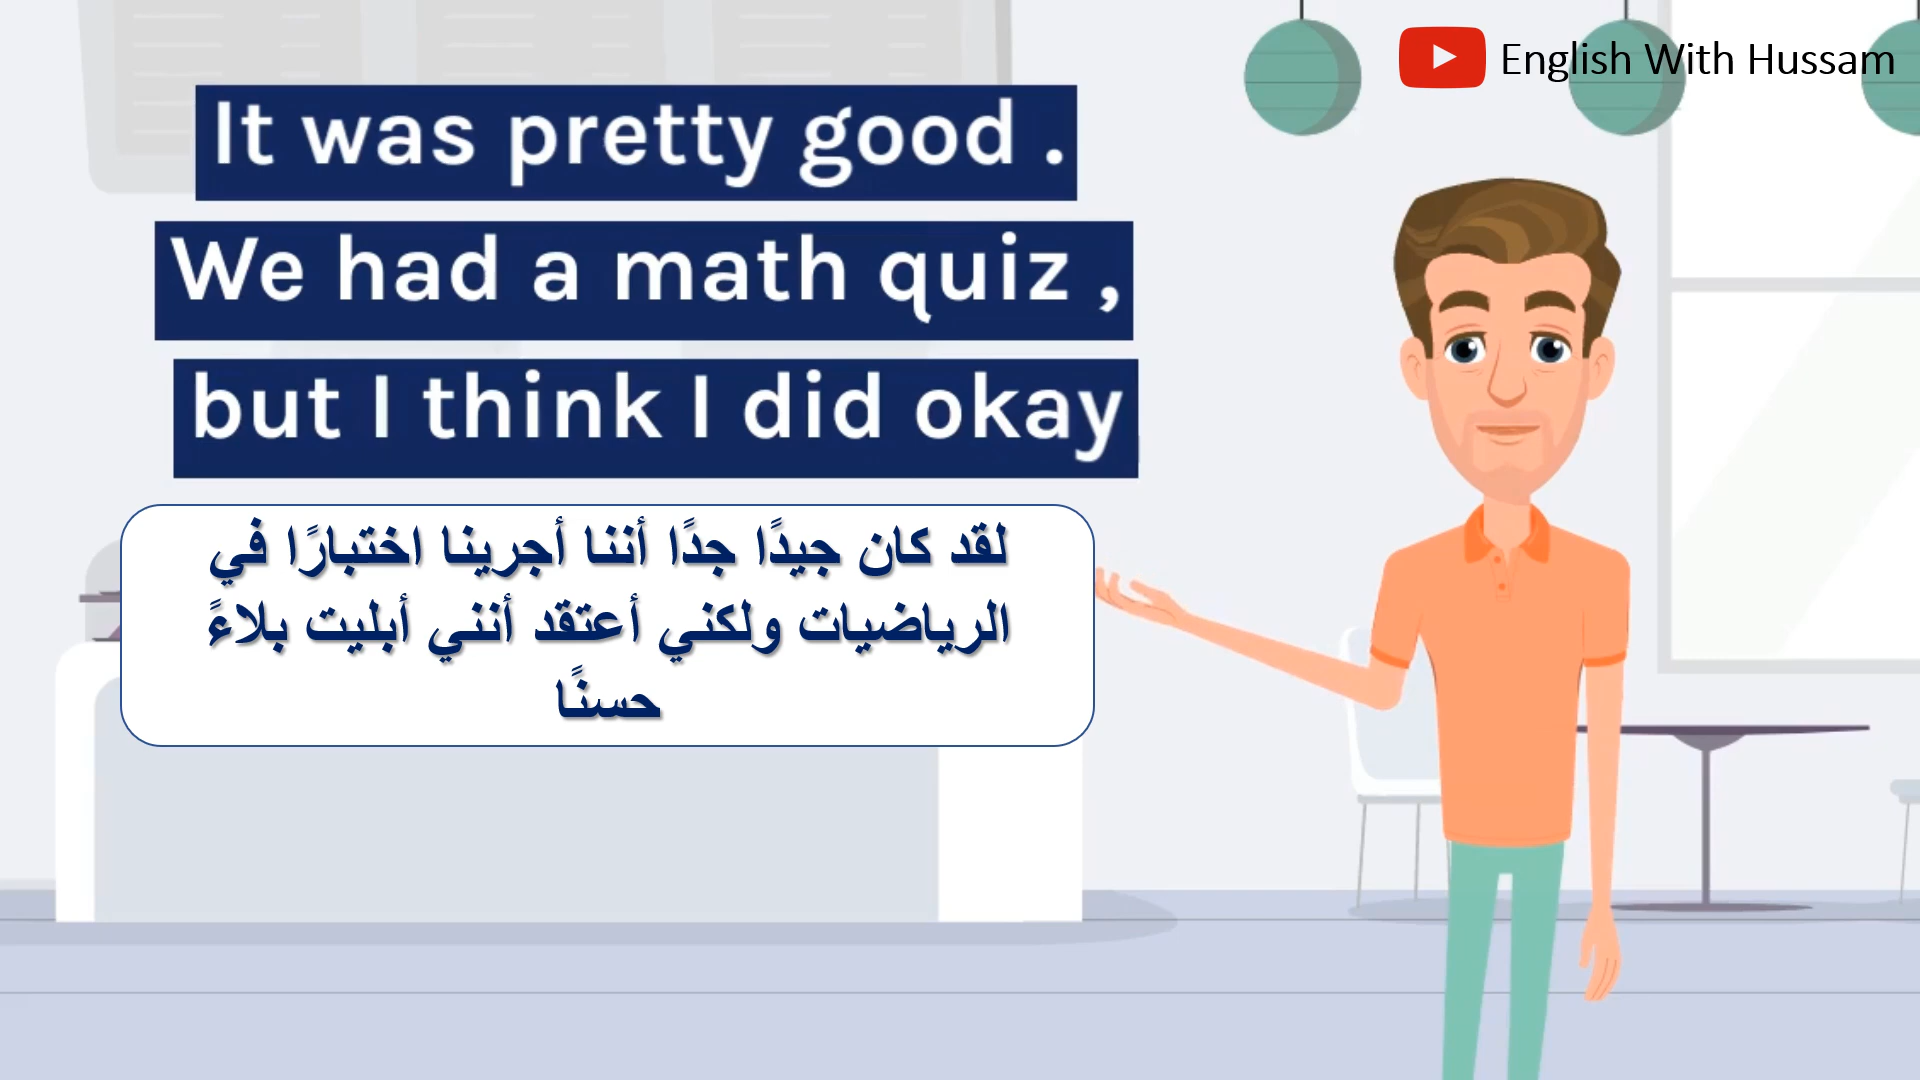 English With Hussam
It was pretty good .
We had a math quiz ,
but I think I did okay
لقد كان جيدًا جدًا أننا أجرينا اختبارًا في
الرياضيات ولكني أعتقد أنني أبليت بلاءً
حسنًا